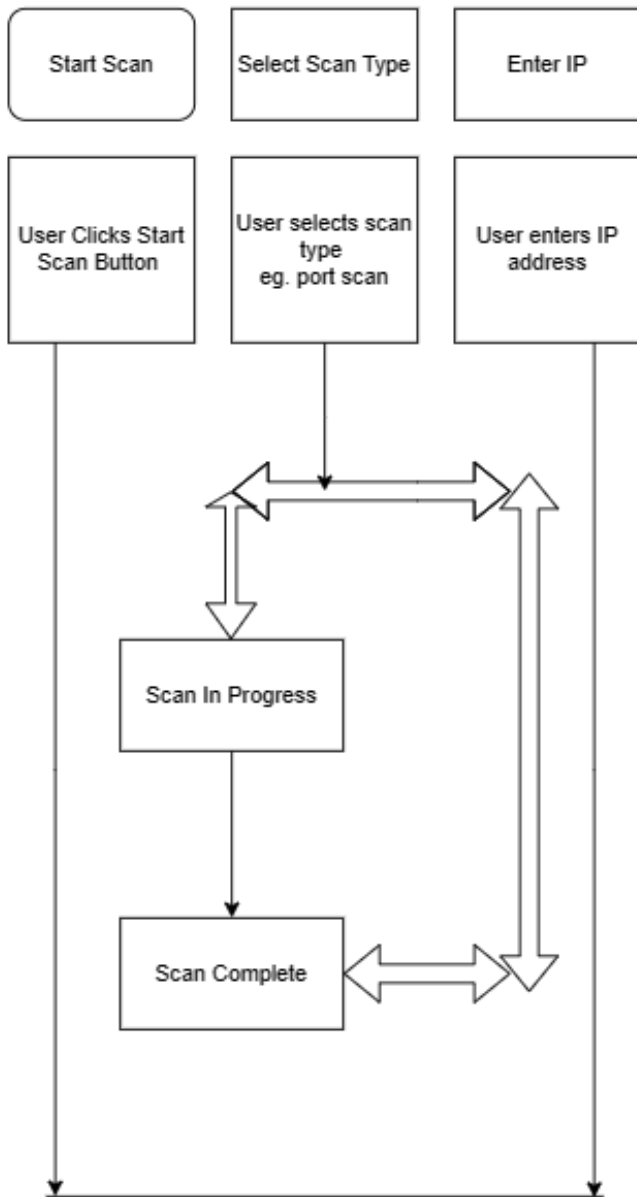 Start Scan
Select Scan Type
Enter IP
User Clicks Start
Scan Button
User selects scan
type
eg. port scan
User enters IP
address
Scan In Progress
Scan Complete